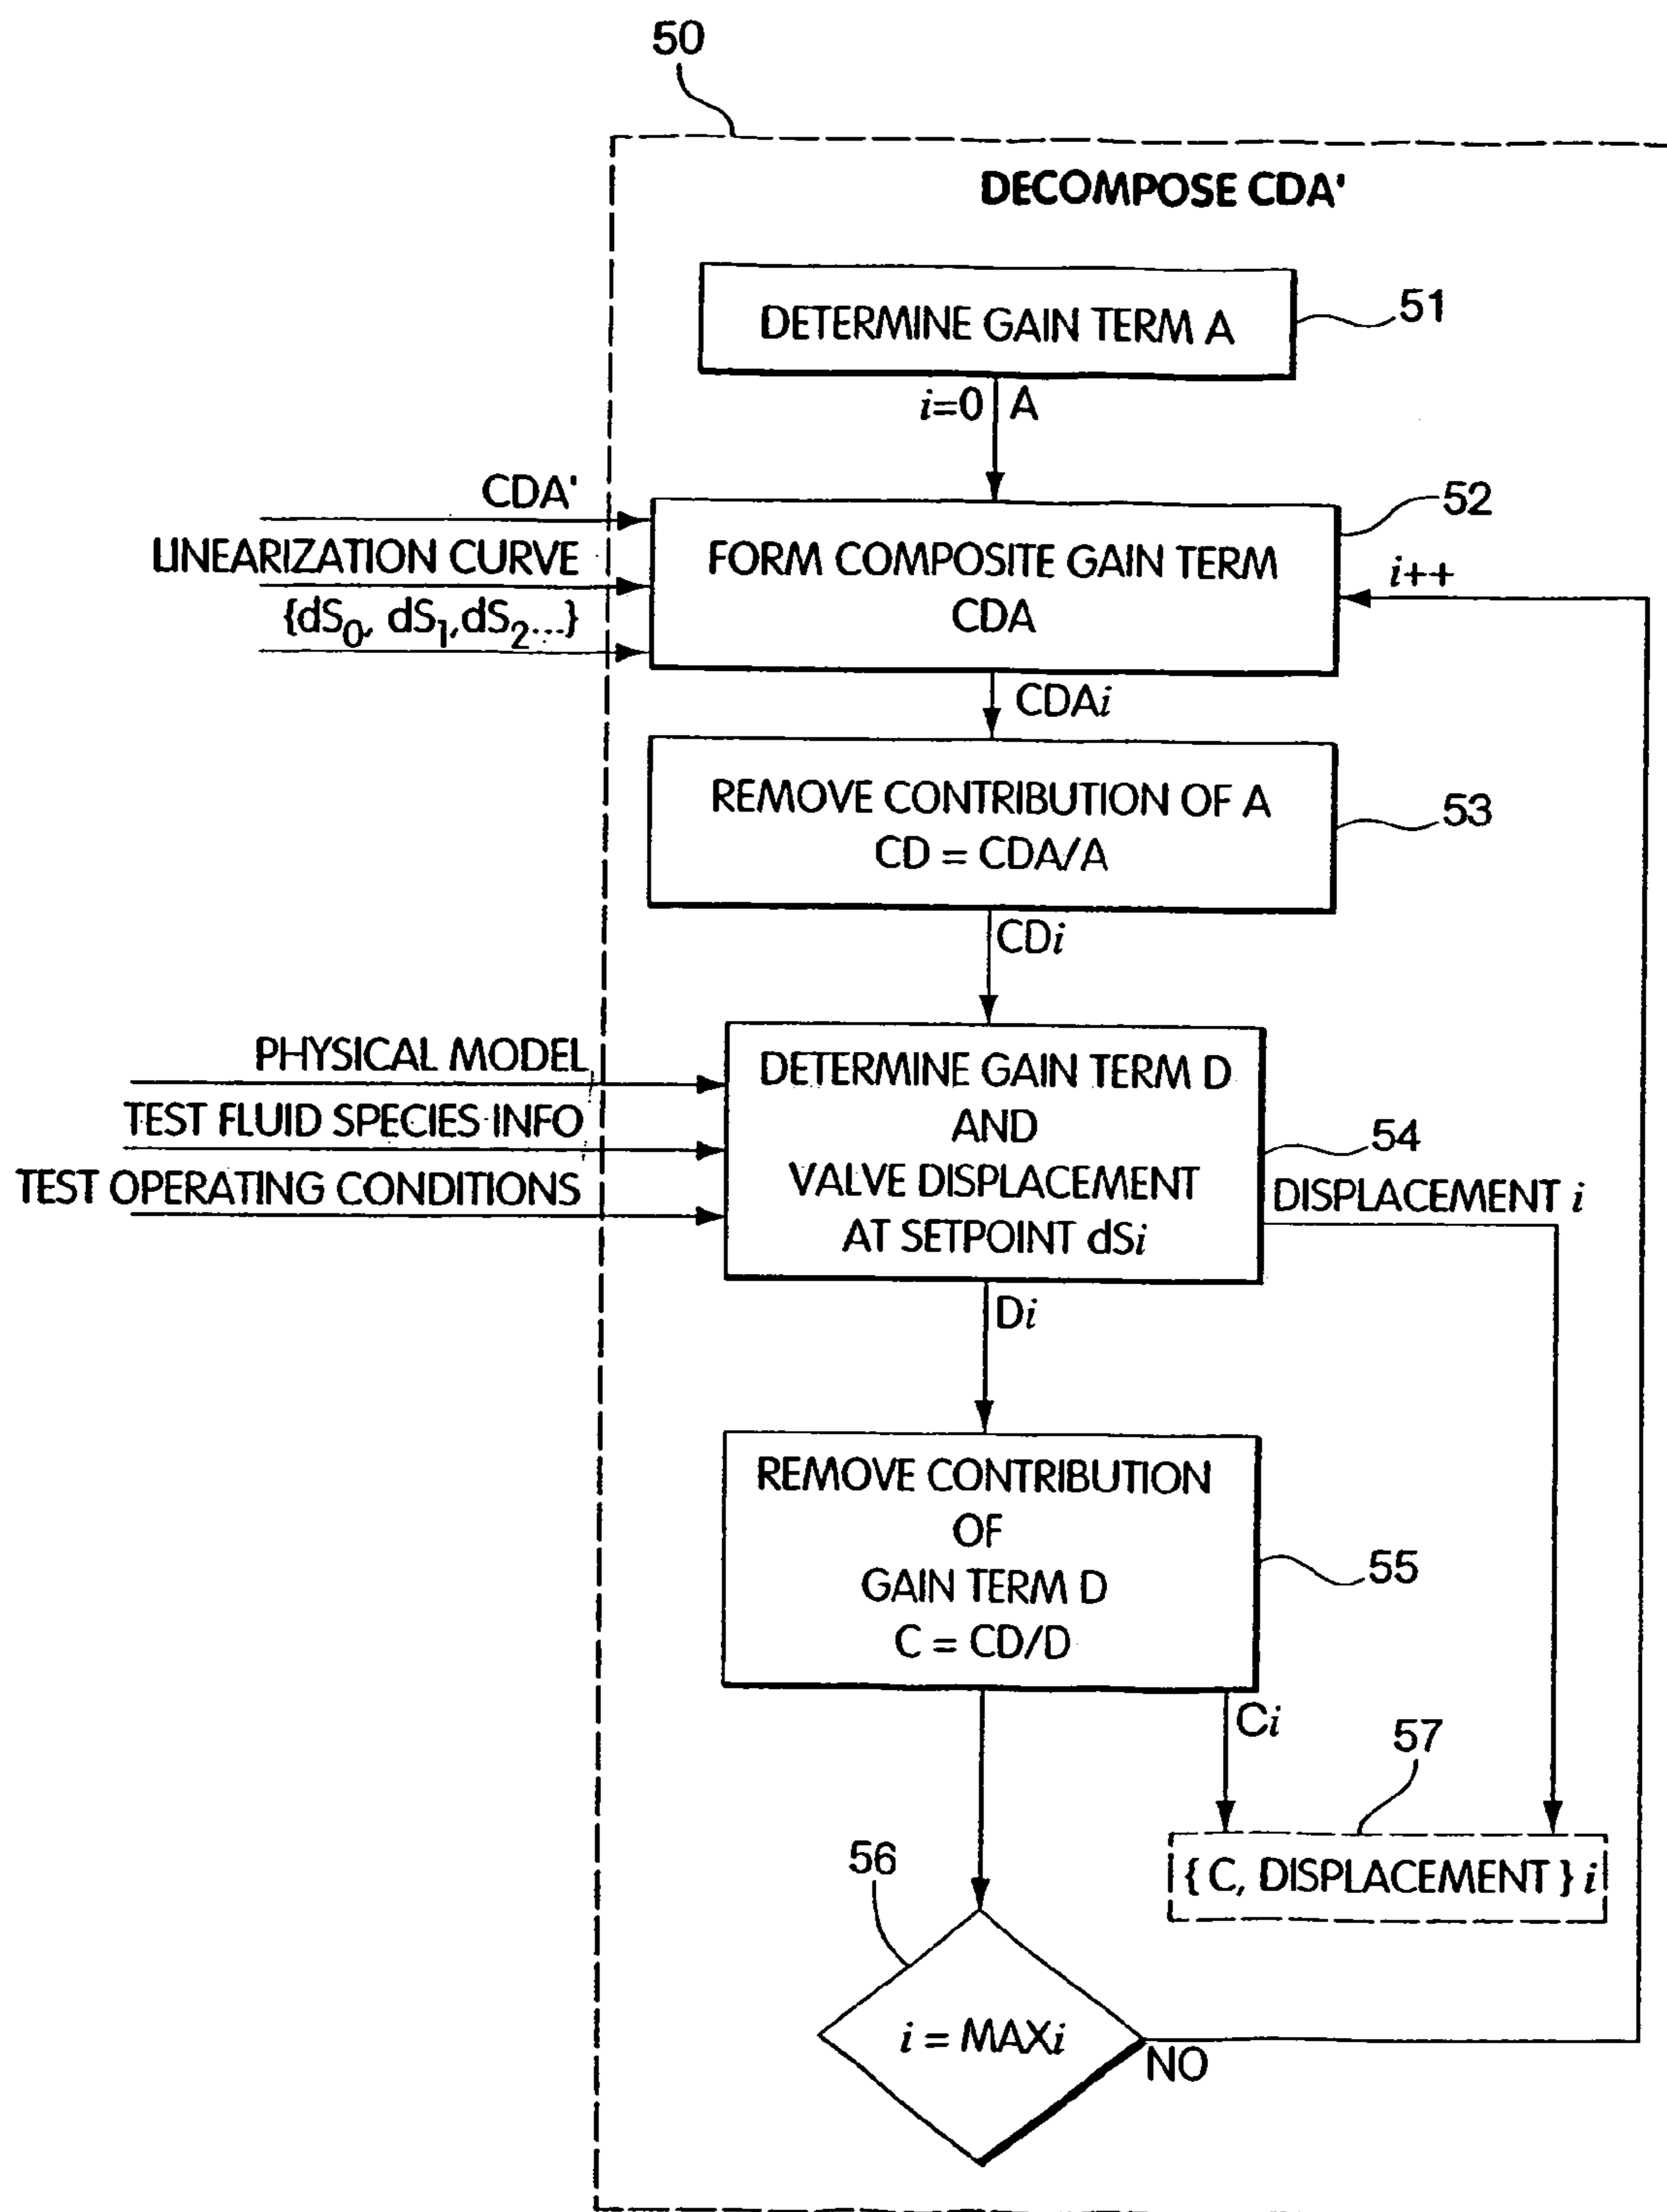 50
DECOMPOSE CDA'
DETERMINE GAIN TERM A
51
i=0
A
CDA'
LINEARIZATION CURVE
{dS0, dS1,dS2...}
FORM COMPOSITE GAIN TERM
CDA
52
i++
CDAi
REMOVE CONTRIBUTION OF A
CD = CDA/A
53
CDi
PHYSICAL MODEL
TEST FLUID SPECIES INFO
TEST OPERATING CONDITIONS
DETERMINE GAIN TERM D
AND
VALVE DISPLACEMENT
AT SETPOINT dSi
54
DISPLACEMENT i
Di
REMOVE CONTRIBUTION
OF
GAIN TERM D
C = CD/D
55
Ci
57
{ C, DISPLACEMENT } i
56
i = MAXi
NO